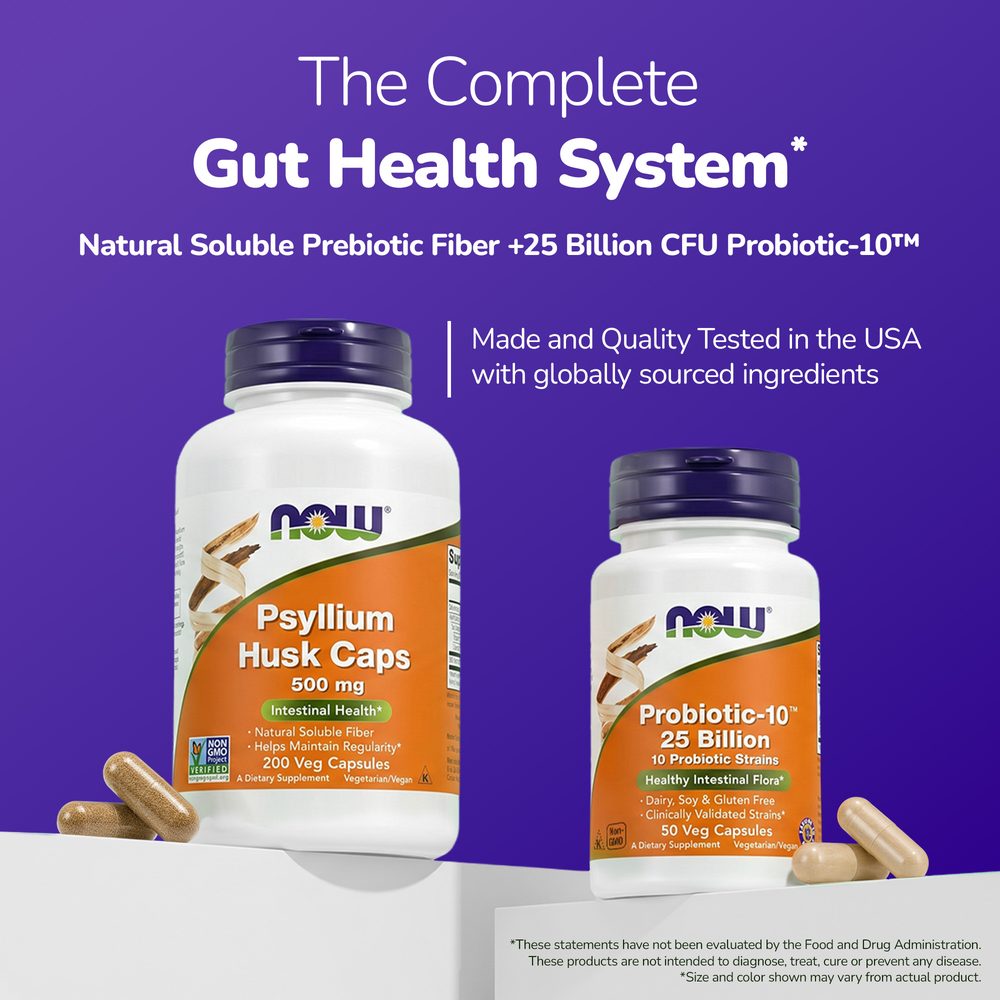 The Complete
Gut Health System*
Natural Soluble Prebiotic Fiber +25 Billion CFU Probiotic-10™
Made and Quality Tested in the USA
with globally sourced ingredients
NOW®
Psyllium
Husk Caps
500 mg
Intestinal Health*
· Natural Soluble Fiber
· Helps Maintain Regularity*
200 Veg Capsules
A Dietary Supplement Vegetarian/Vegan K
NON
GMO
Project
VERIFIED
nongmoproject.org
Sup
NOW®
Probiotic-10™
25 Billion
10 Probiotic Strains
Healthy Intestinal Flora*
· Dairy, Soy & Gluten Free
· Clinically Validated Strains*
50 Veg Capsules
A Dietary Supplement Vegetarian/Vegan
K
Non-
GMO
*These statements have not been evaluated by the Food and Drug Administration.
These products are not intended to diagnose, treat, cure or prevent any disease.
*Size and color shown may vary from actual product.